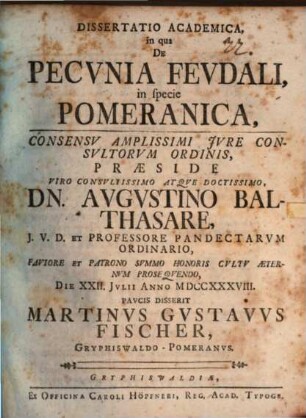 DISSERTATIO ACADEMICA,
in qua
DE
PECVNIA FEVDALI,
in specie
POMERANICA,
CONSENSV AMPLISSIMI JVRE CON-
SVLTORVM ORDINIS,
PRÆSIDE
VIRO CONSVLTISSIMO ATQVE DOCTISSIMO,
DN. AVGVSTINO BAL-
THASARE,
J. V. D. ET PROFESSORE PANDECTARVM
ORDINARIO,
FAVTORE ET PATRONO SVMMO HONORIS CVLTV ÆTER-
NVM PROSEQVENDO,
DIE XXII. JVLII ANNO MDCCXXXVIII.
PAVCIS DISSERIT
MARTINVS GVSTAVVS
FISCHER,
GRYPHISWALDO-POMERANVS.
GRYPHISWALDIÆ,
EX OFFICINA CAROLI HÖPFNERI, REG. ACAD. TYPOGR.